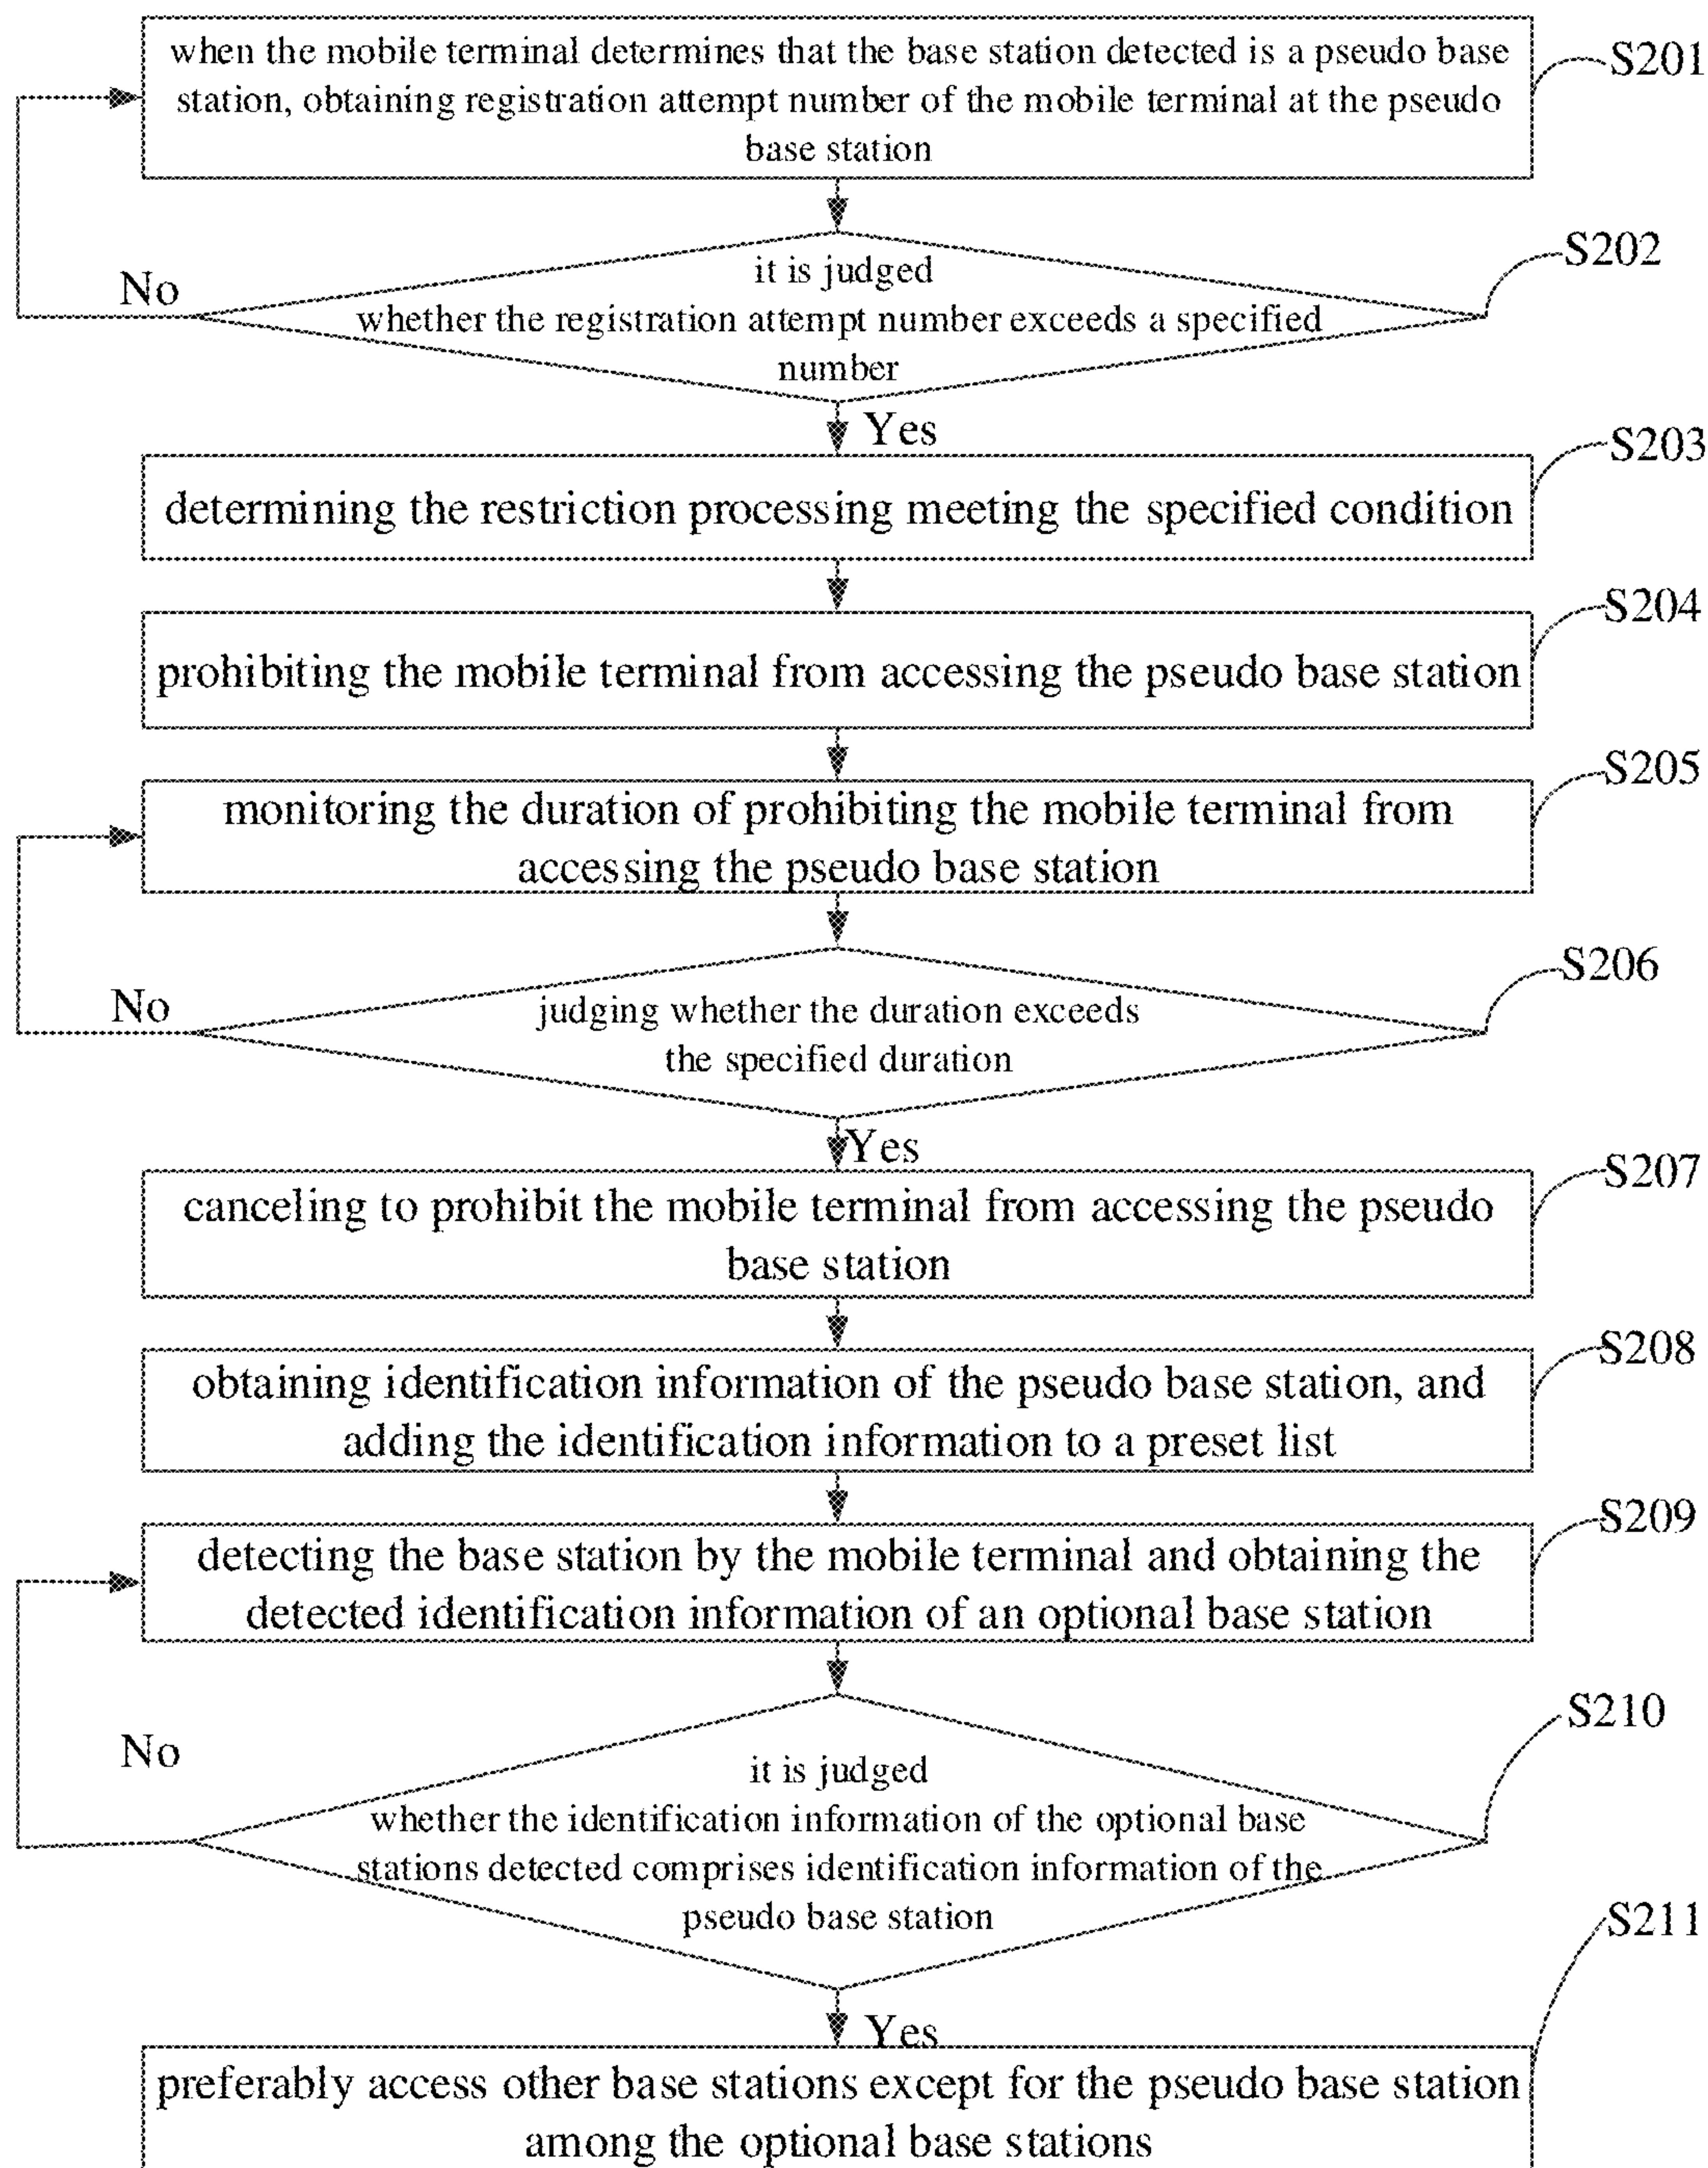 when the mobile terminal determines that the base station detected is a pseudo base
station, obtaining registration attempt number of the mobile terminal at the pseudo
base station
S201
it is judged
whether the registration attempt number exceeds a specified
number
S202
No
Yes
determining the restriction processing meeting the specified condition
S203
prohibiting the mobile terminal from accessing the pseudo base station
S204
monitoring the duration of prohibiting the mobile terminal from
accessing the pseudo base station
S205
judging whether the duration exceeds
the specified duration
S206
No
Yes
canceling to prohibit the mobile terminal from accessing the pseudo
base station
S207
obtaining identification information of the pseudo base station, and
adding the identification information to a preset list
S208
detecting the base station by the mobile terminal and obtaining the
detected identification information of an optional base station
S209
it is judged
whether the identification information of the optional base
stations detected comprises identification information of the
pseudo base station
S210
No
Yes
preferably access other base stations except for the pseudo base station
among the optional base stations
S211